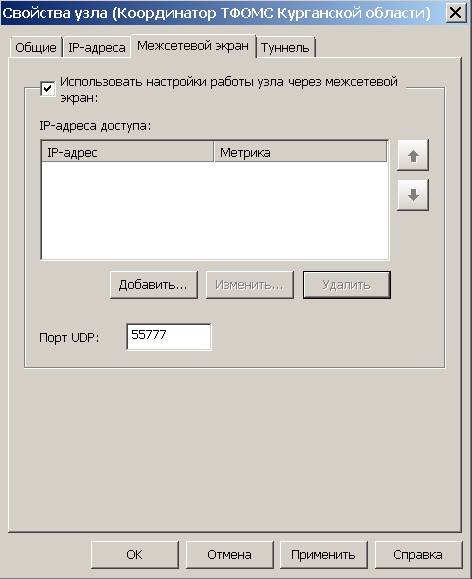 Свойства узла (Координатор ТФОМС Курганской области)
Общие IP-адреса Межсетевой экран Туннель
Использовать настройки работы узла через межсетевой
экран:
IP-адреса доступа:
IP-адрес Метрика
Добавить... Изменить... Удалить
Порт UDP: 55777
OK Отмена Применить Справка